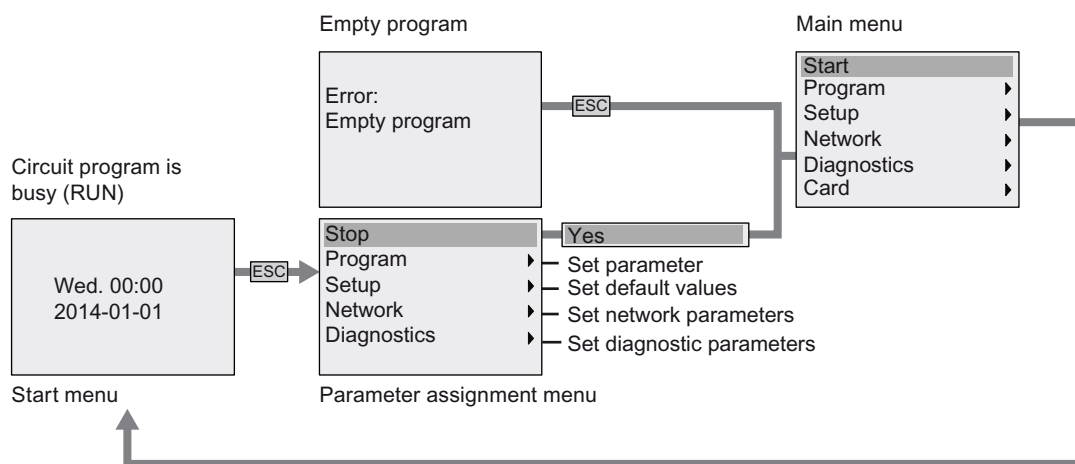 Empty program
Main menu
Error:
Empty program
ESC
Start
Program
Setup
Network
Diagnostics
Card
Circuit program is
busy (RUN)
Wed. 00:00
2014-01-01
ESC
Stop
Program
Setup
Network
Diagnostics
Yes
Set parameter
Set default values
Set network parameters
Set diagnostic parameters
Start menu
Parameter assignment menu